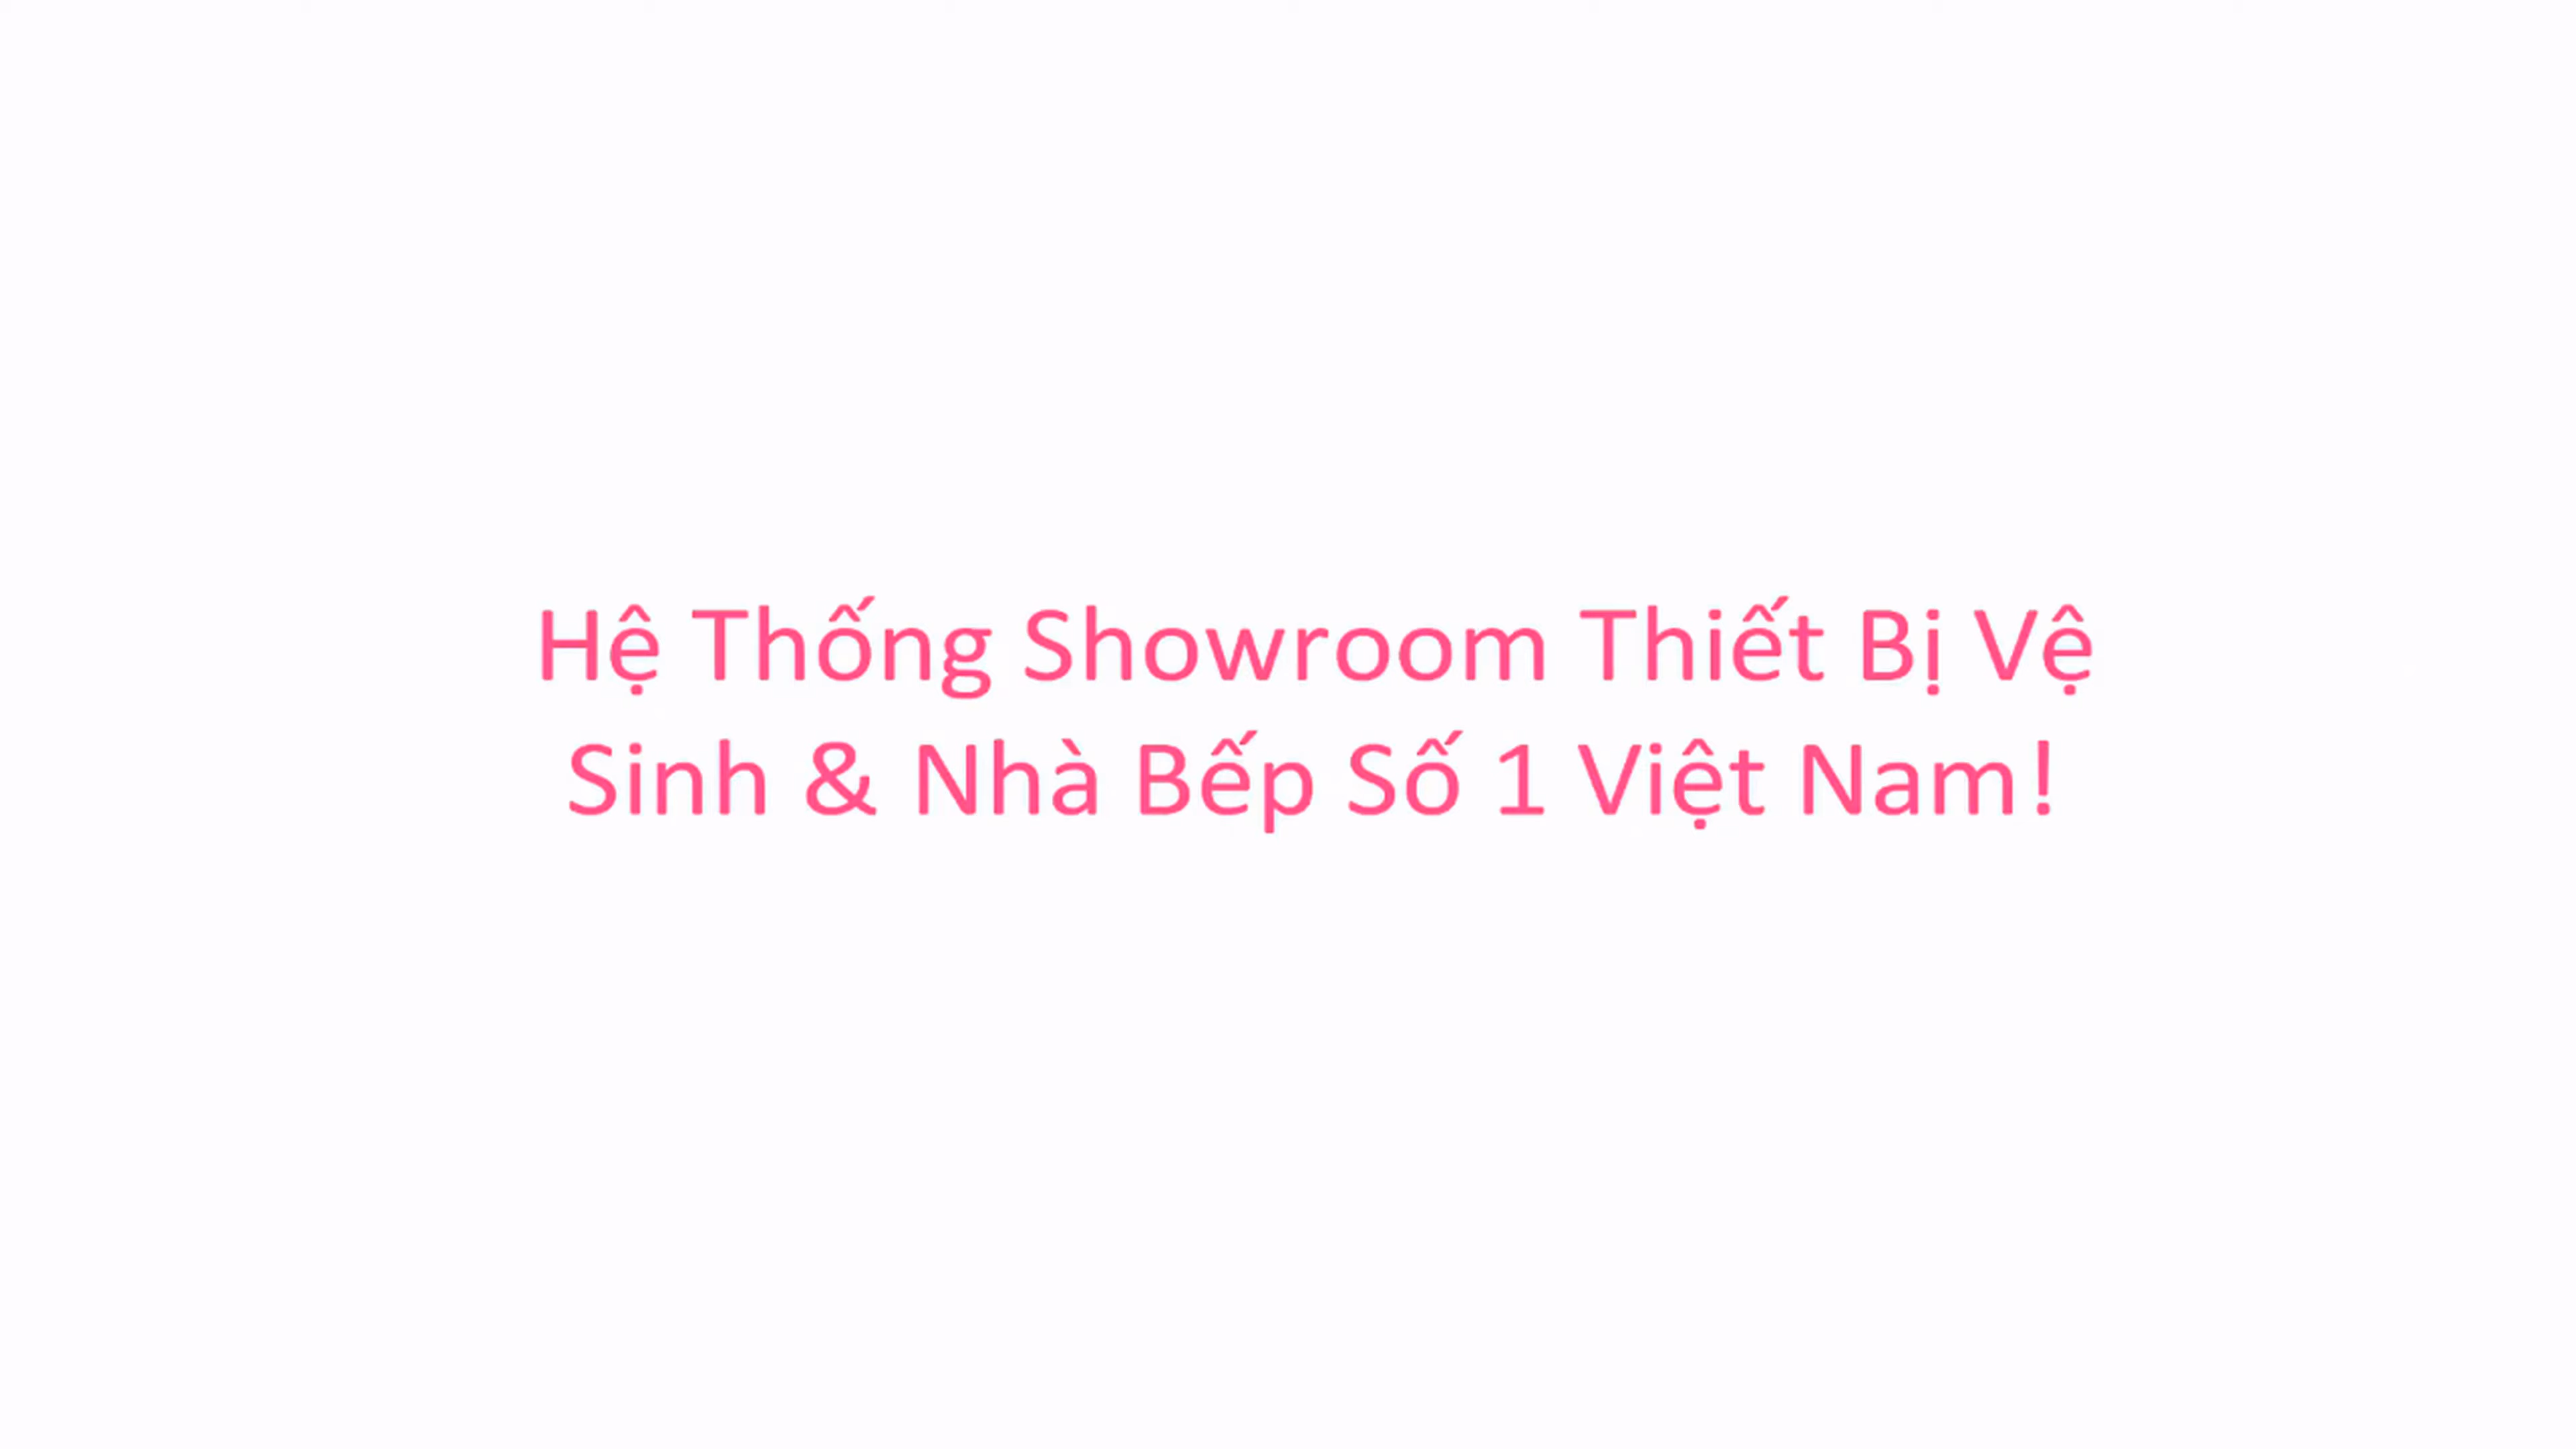 Hệ Thống Showroom Thiết Bị Vệ
Sinh & Nhà Bếp Số 1 Việt Nam!